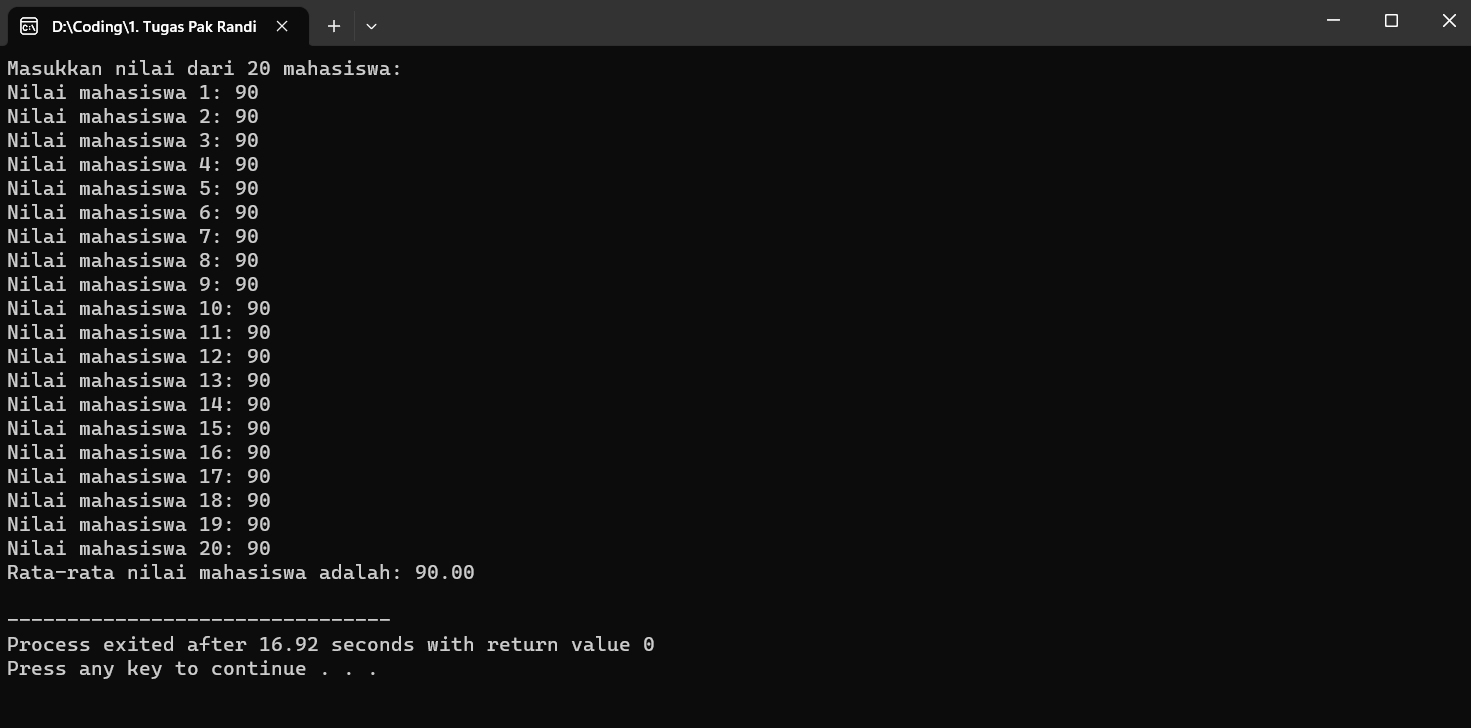 D:\Coding\1. Tugas Pak Randi
Masukkan nilai dari 20 mahasiswa:
Nilai mahasiswa 1: 90
Nilai mahasiswa 2: 90
Nilai mahasiswa 3: 90
Nilai mahasiswa 4: 90
Nilai mahasiswa 5: 90
Nilai mahasiswa 6: 90
Nilai mahasiswa 7: 90
Nilai mahasiswa 8: 90
Nilai mahasiswa 9: 90
Nilai mahasiswa 10: 90
Nilai mahasiswa 11: 90
Nilai mahasiswa 12: 90
Nilai mahasiswa 13: 90
Nilai mahasiswa 14: 90
Nilai mahasiswa 15: 90
Nilai mahasiswa 16: 90
Nilai mahasiswa 17: 90
Nilai mahasiswa 18: 90
Nilai mahasiswa 19: 90
Nilai mahasiswa 20: 90
Rata-rata nilai mahasiswa adalah: 90.00
--------------------------------
Process exited after 16.92 seconds with return value 0
Press any key to continue . . .